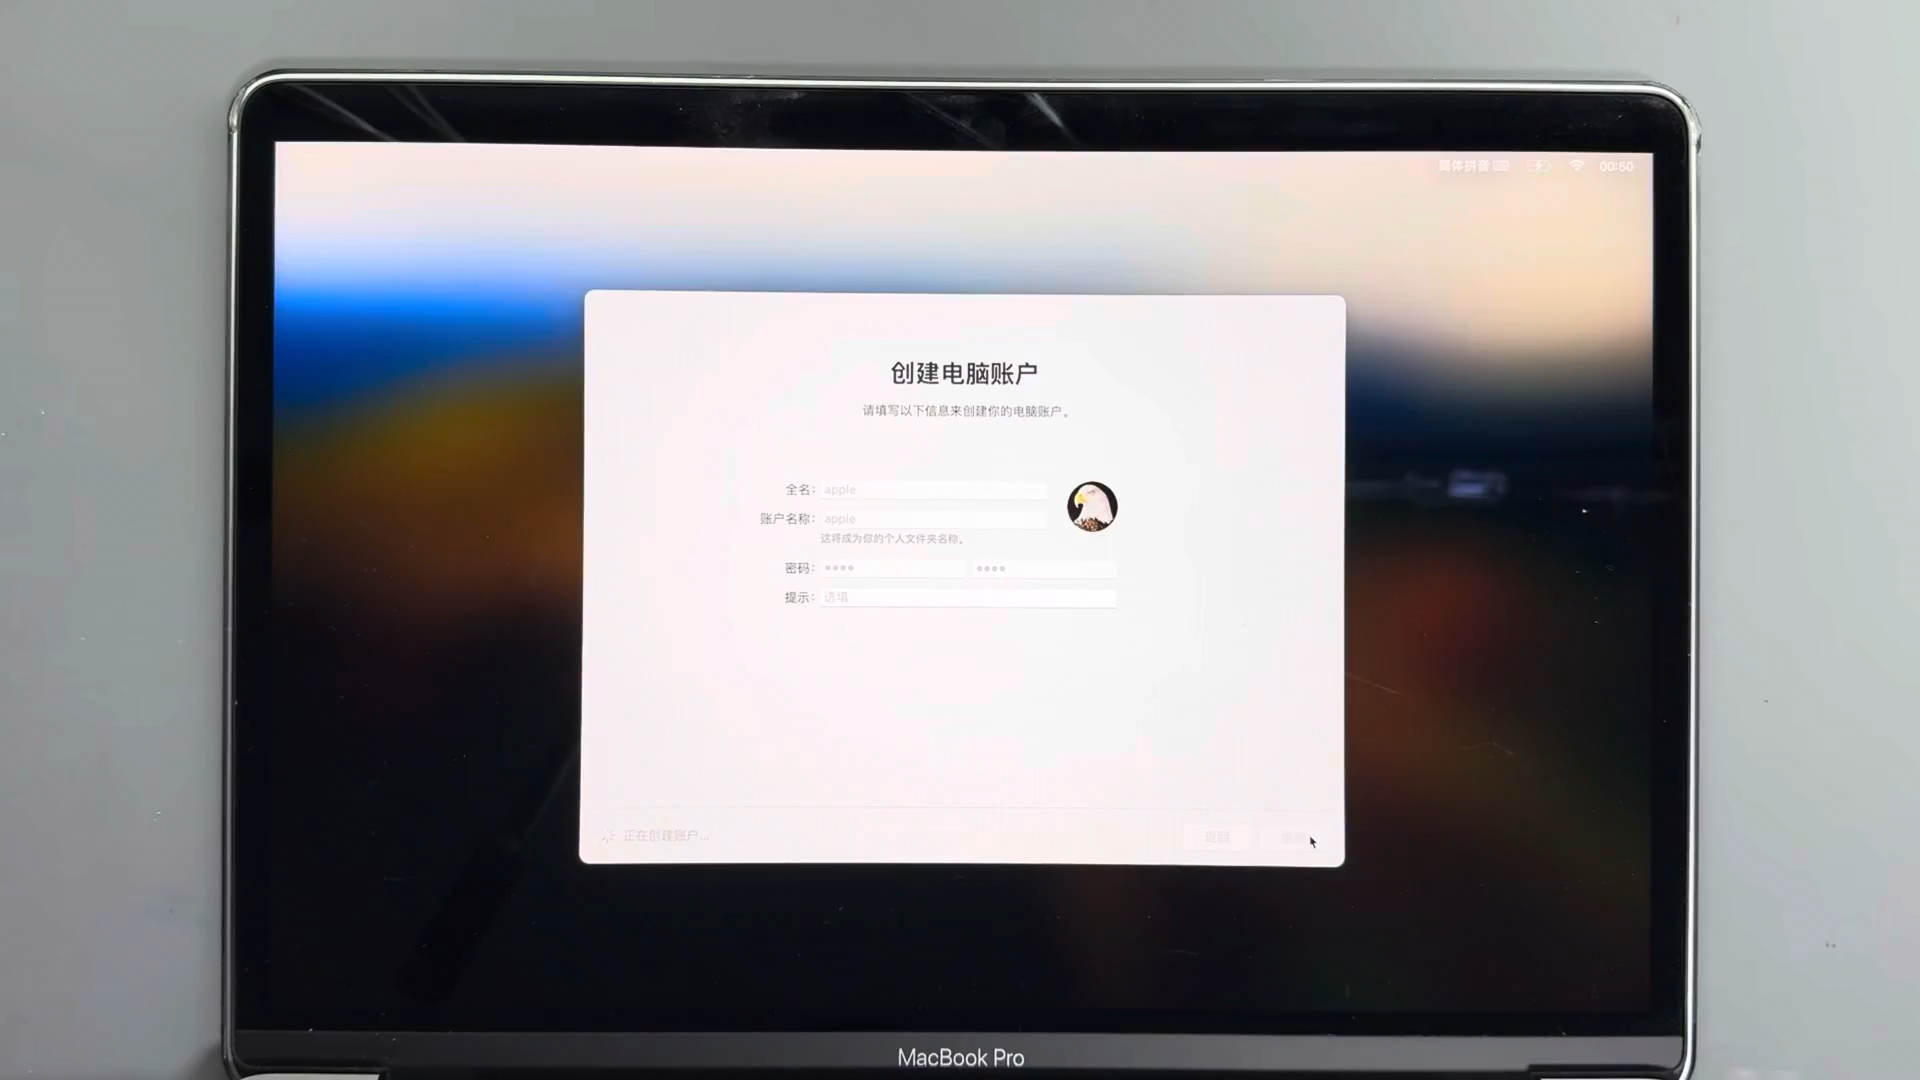 简体拼音 00:50
创建电脑账户
请填写以下信息来创建你的电脑账户。
全名: apple
账户名称: apple
这将成为你的个人文件夹名称。
密码:
提示: 选填
正在创建账户...
返回
MacBook Pro